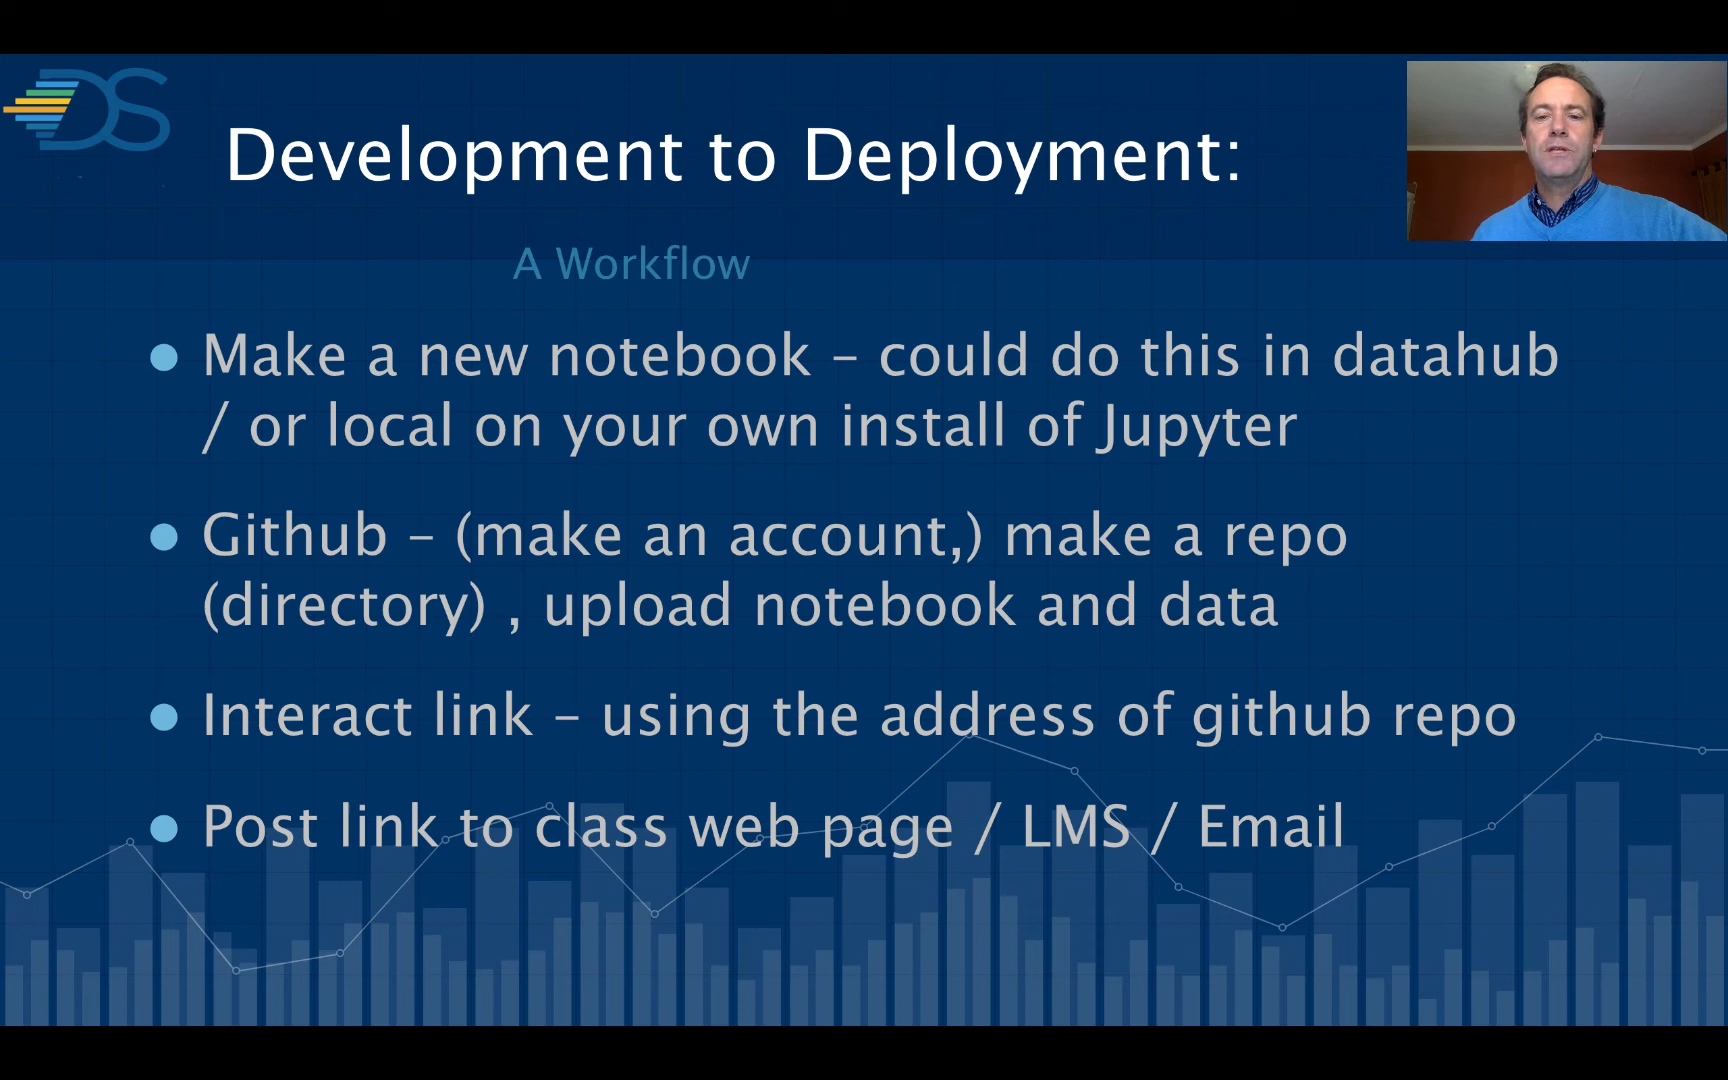 DS
Development to Deployment:
A Workflow
Make a new notebook – could do this in datahub
/ or local on your own install of Jupyter
Github – (make an account,) make a repo
(directory) , upload notebook and data
Interact link – using the address of github repo
Post link to class web page / LMS / Email